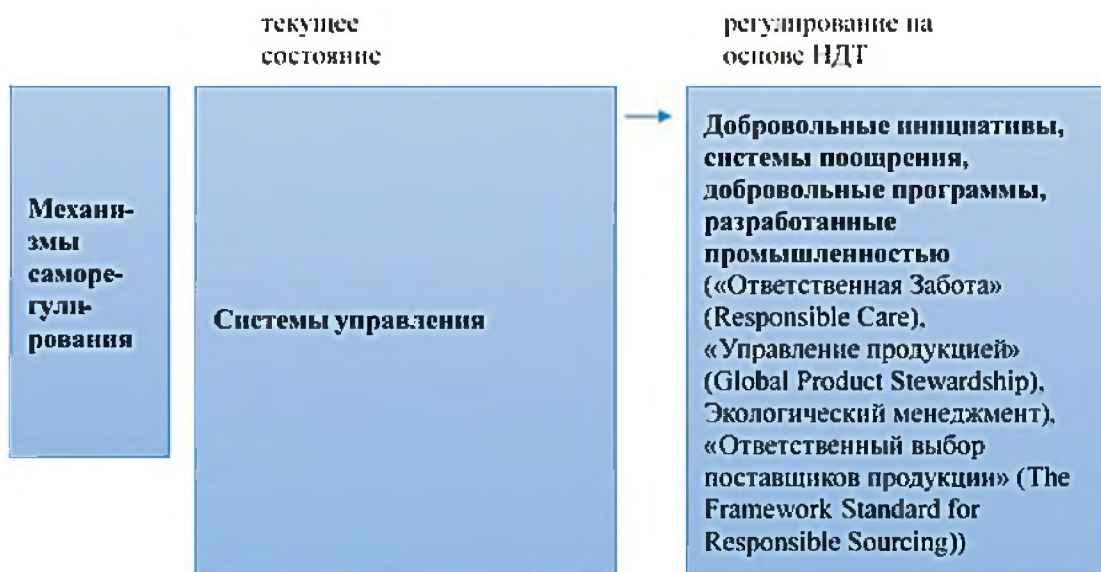 текущее
состояние
регулирование на
основе НДТ
Механи-
змы
саморе-
гули-
рования
Системы управления
Добровольные инициативы,
системы поощрения,
добровольные программы,
разработанные
промышленностью
(«Ответственная Забота»
(Responsible Care),
«Управление продукцией»
(Global Product Stewardship),
Экологический менеджмент),
«Ответственный выбор
поставщиков продукции» (The
Framework Standard for
Responsible Sourcing))